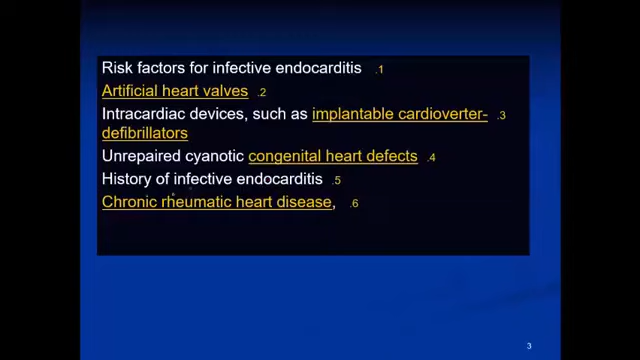 Risk factors for infective endocarditis .1
Artificial heart valves .2
Intracardiac devices, such as implantable cardioverter- .3
defibrillators
Unrepaired cyanotic congenital heart defects .4
History of infective endocarditis .5
Chronic rheumatic heart disease, .6
3